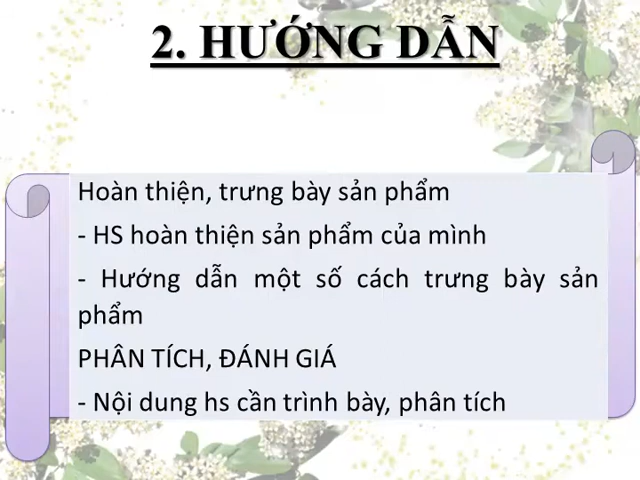 2. HƯỚNG DẪN
Hoàn thiện, trưng bày sản phẩm
- HS hoàn thiện sản phẩm của mình
- Hướng dẫn một số cách trưng bày sản
phẩm
PHÂN TÍCH, ĐÁNH GIÁ
- Nội dung hs cần trình bày, phân tích